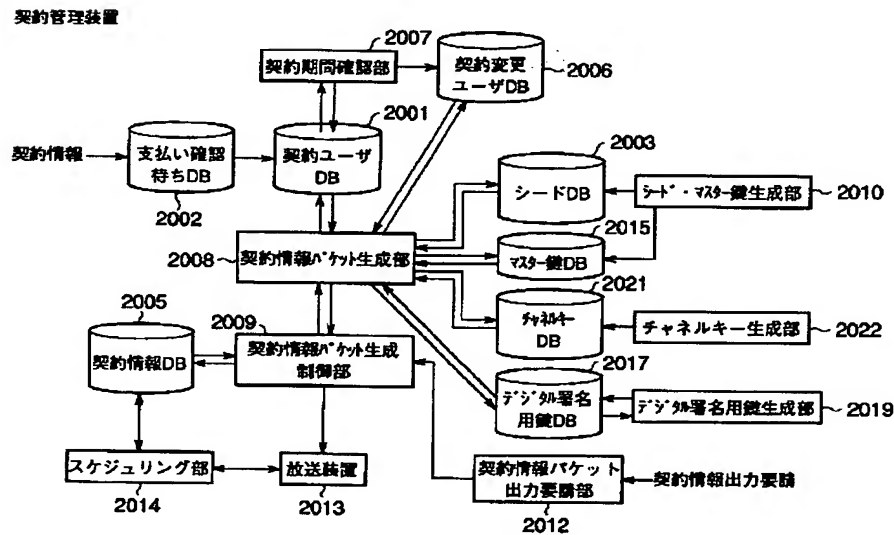 契約管理装置
2007
契約期間確認部
契約変更
ユーザDB
2006
2001
契約情報
支払い確認
待ちDB
2002
契約ユーザ
DB
2003
シードDB
シード・マスター鍵生成部
2010
2015
マスター鍵DB
2008
契約情報パケット生成部
2021
チャネルキー
DB
チャネルキー生成部
2022
2005
契約情報DB
2009
契約情報パケット生成
制御部
2017
デジタル署名
用鍵DB
デジタル署名用鍵生成部
2019
スケジューリング部
2014
放送装置
2013
契約情報パケット
出力要請部
2012
契約情報出力要請